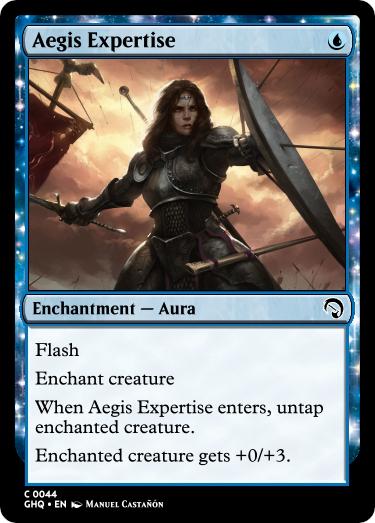 Aegis Expertise
Enchantment — Aura
Flash
Enchant creature
When Aegis Expertise enters, untap
enchanted creature.
Enchanted creature gets +0/+3.
C 0044
GHQ • EN Manuel Castañón